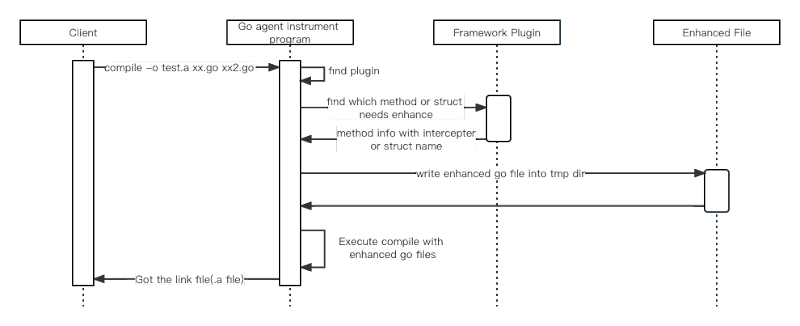 Client
Go agent instrument
program
Framework Plugin
Enhanced File
compile -o test.a xx.go xx2.go
find plugin
find which method or struct
needs enhance
method info with intercepter
or struct name
write enhanced go file into tmp dir
Execute compile with
enhanced go files
Got the link file(.a file)